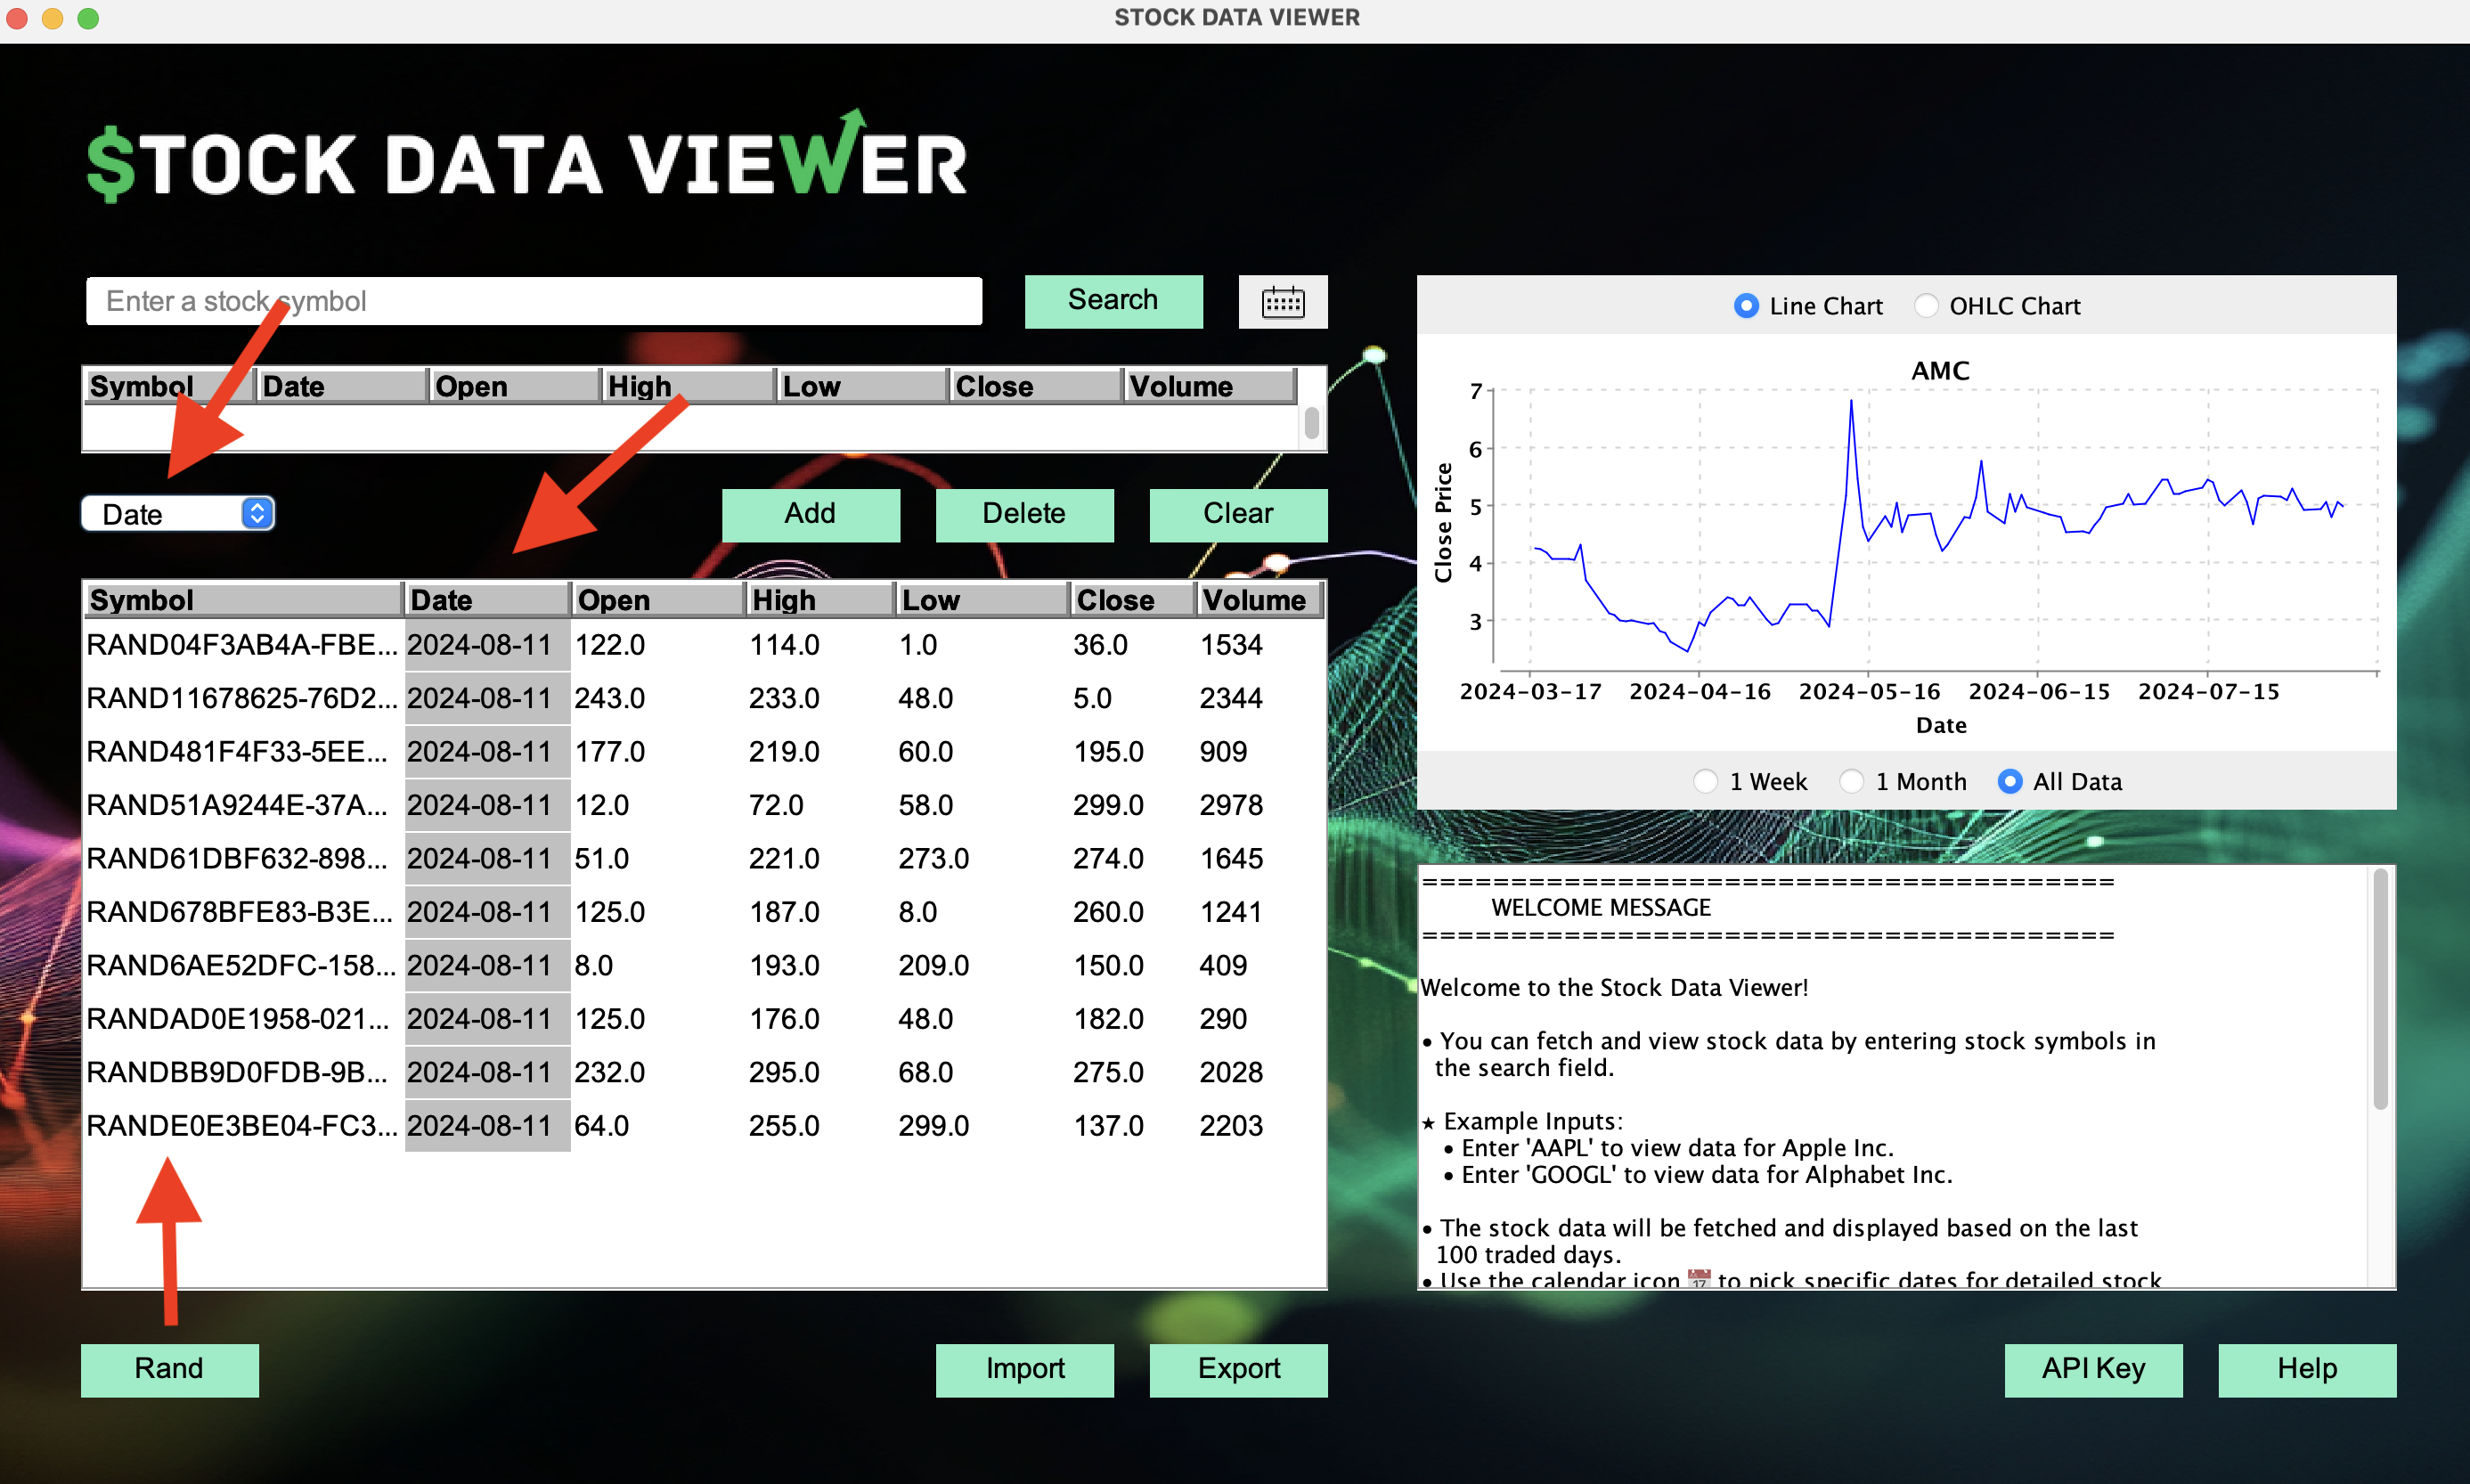 STOCK DATA VIEWER
$TOCK DATA VIEWER
Enter a stock symbol
Search
Symbol Date Open High Low Close Volume
Date
Add Delete Clear
Symbol Date Open High Low Close Volume
RAND04F3AB4A-FBE... 2024-08-11 122.0 114.0 1.0 36.0 1534
RAND11678625-76D2... 2024-08-11 243.0 233.0 48.0 5.0 2344
RAND481F4F33-5EE... 2024-08-11 177.0 219.0 60.0 195.0 909
RAND51A9244E-37A... 2024-08-11 12.0 72.0 58.0 299.0 2978
RAND61DBF632-898... 2024-08-11 51.0 221.0 273.0 274.0 1645
RAND678BFE83-B3E... 2024-08-11 125.0 187.0 8.0 260.0 1241
RAND6AE52DFC-158... 2024-08-11 8.0 193.0 209.0 150.0 409
RANDAD0E1958-021... 2024-08-11 125.0 176.0 48.0 182.0 290
RANDBB9D0FDB-9B... 2024-08-11 232.0 295.0 68.0 275.0 2028
RANDE0E3BE04-FC3... 2024-08-11 64.0 255.0 299.0 137.0 2203
Rand Import Export
Line Chart OHLC Chart
AMC
Close Price
7
6
5
4
3
2024-03-17 2024-04-16 2024-05-16 2024-06-15 2024-07-15
Date
1 Week 1 Month All Data
=======================================
WELCOME MESSAGE
=======================================
Welcome to the Stock Data Viewer!
• You can fetch and view stock data by entering stock symbols in
the search field.
★ Example Inputs:
• Enter 'AAPL' to view data for Apple Inc.
• Enter 'GOOGL' to view data for Alphabet Inc.
• The stock data will be fetched and displayed based on the last
100 traded days.
• Use the calendar icon 📅 to pick specific dates for detailed stock
API Key Help